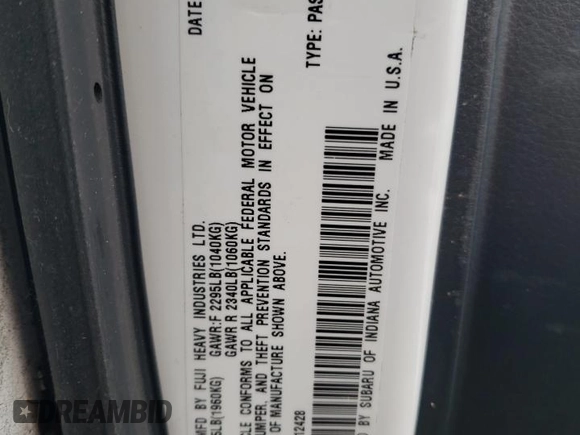 DATE
MFD BY FUJI HEAVY INDUSTRIES LTD.
GAWR:F 2295LB(1040KG)
5LB(1960KG) GAWR R 2340LB(1060KG)
CLE CONFORMS TO ALL APPLICABLE FEDERAL MOTOR VEHICLE
UMPER, AND THEFT PREVENTION STANDARDS IN EFFECT ON
OF MANUFACTURE SHOWN ABOVE.
TYPE: PAS
12428
D BY SUBARU OF INDIANA AUTOMOTIVE INC. MADE IN U.S.A.
DREAMBID